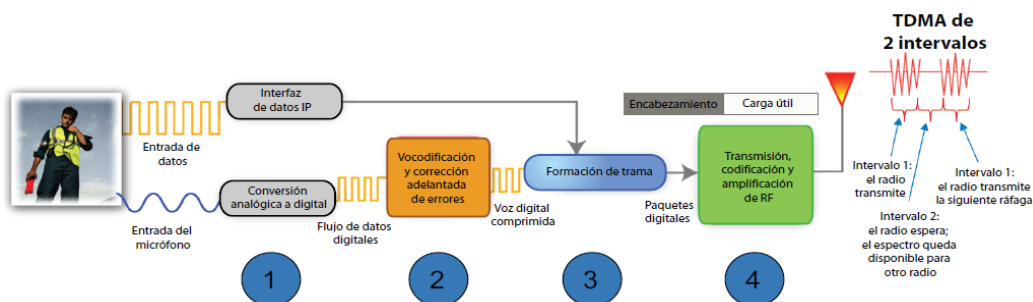 TDMA de
2 intervalos
Interfaz
de datos IP
Encabezamiento
Carga útil
Entrada de
datos
Vocodificación
y corrección
adelantada
de errores
Formación de trama
Transmisión,
codificación y
amplificación
de RF
Intervalo 1:
el radio
transmite
Intervalo 1:
el radio transmite
la siguiente ráfaga
Conversión
analógica a digital
Entrada del
micrófono
Flujo de datos
digitales
Voz digital
comprimida
Paquetes
digitales
Intervalo 2:
el radio espera;
el espectro queda
disponible para
otro radio
1
2
3
4